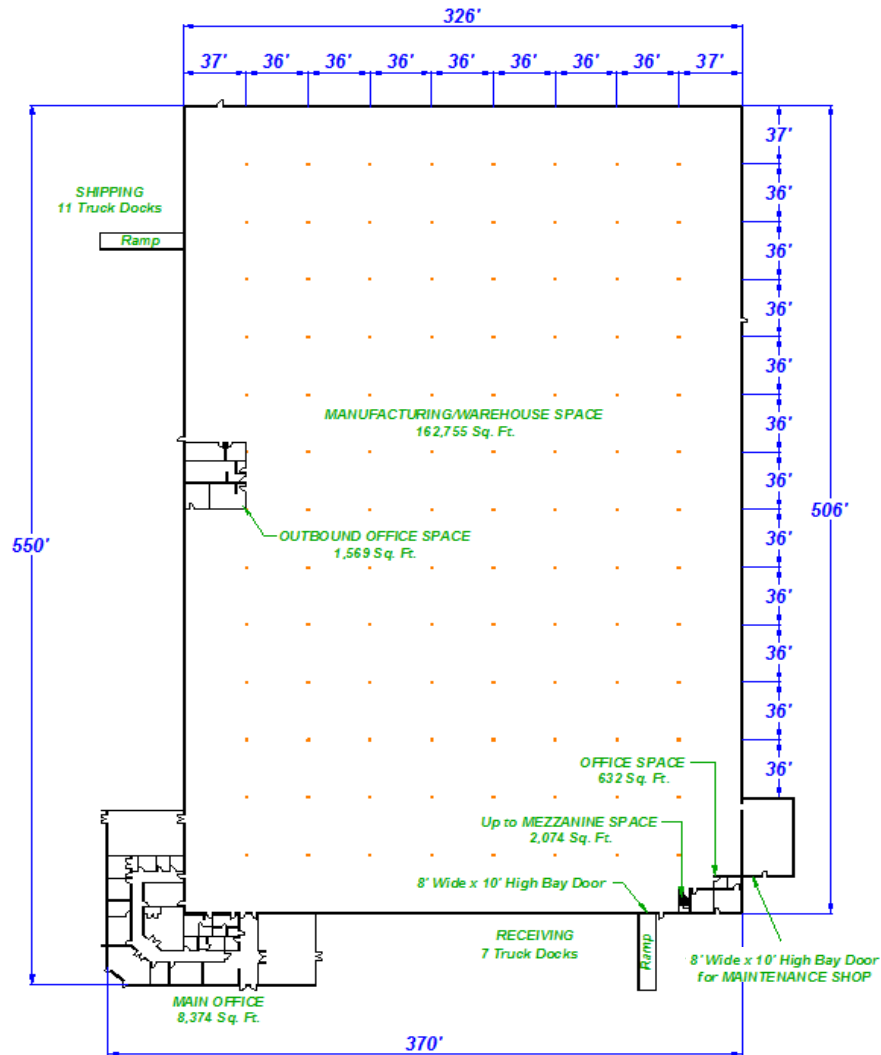 326'
37' 36' 36' 36' 36' 36' 36' 36' 37'
37'
SHIPPING
11 Truck Docks
36'
Ramp
36'
36'
36'
MANUFACTURING/WAREHOUSE SPACE
162,755 Sq. Ft.
36'
36'
506'
OUTBOUND OFFICE SPACE
1,569 Sq. Ft.
550'
36'
36'
36'
36'
36'
OFFICE SPACE
632 Sq. Ft.
Up to MEZZANINE SPACE
2,074 Sq. Ft.
8' Wide x 10' High Bay Door
RECEIVING
7 Truck Docks
Ramp
8' Wide x 10' High Bay Door
for MAINTENANCE SHOP
MAIN OFFICE
8,374 Sq. Ft.
370'